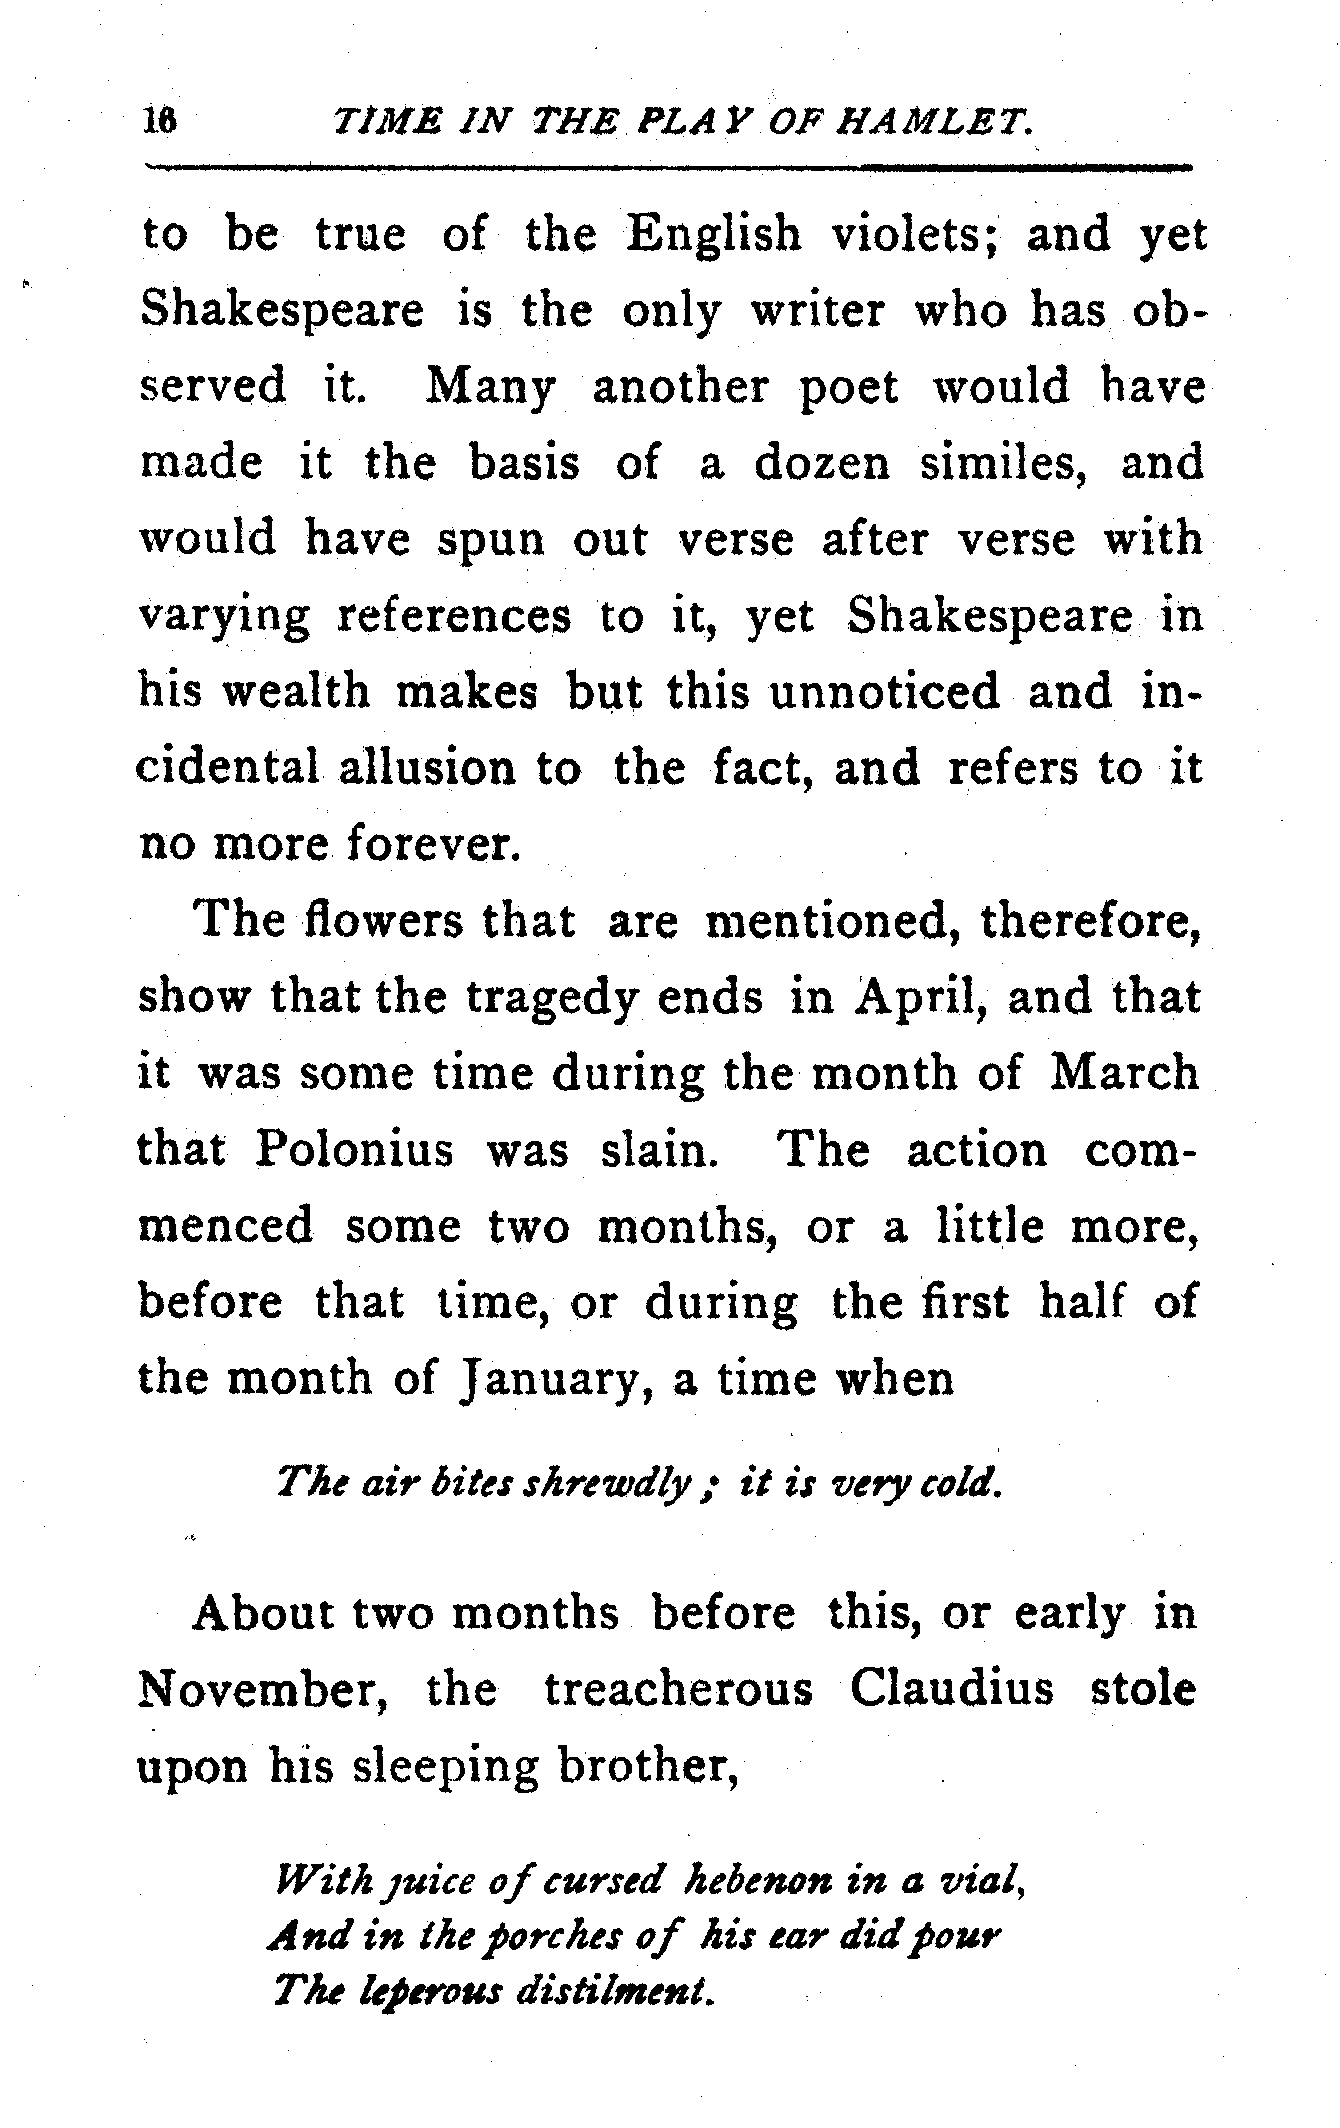 16 TIME IN THE PLAY OF HAMLET.
to be true of the English violets; and yet
Shakespeare is the only writer who has ob-
served it. Many another poet would have
made it the basis of a dozen similes, and
would have spun out verse after verse with
varying references to it, yet Shakespeare in
his wealth makes but this unnoticed and in-
cidental allusion to the fact, and refers to it
no more forever.
The flowers that are mentioned, therefore,
show that the tragedy ends in April, and that
it was some time during the month of March
that Polonius was slain. The action com-
menced some two months, or a little more,
before that time, or during the first half of
the month of January, a time when
The air bites shrewdly; it is very cold.
About two months before this, or early in
November, the treacherous Claudius stole
upon his sleeping brother,
With juice of cursed hebenon in a vial,
And in the porches of his ear did pour
The leperous distilment.